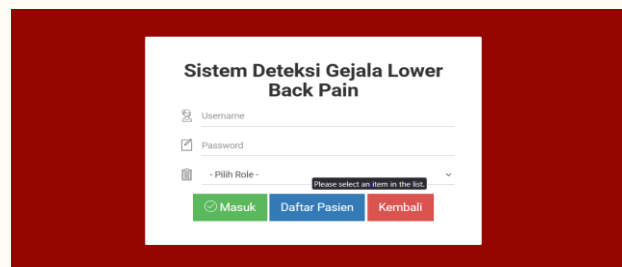 Sistem Deteksi Gejala Lower
Back Pain
Username
Password
- Pilih Role -
Please select an item in the list.
Masuk Daftar Pasien Kembali